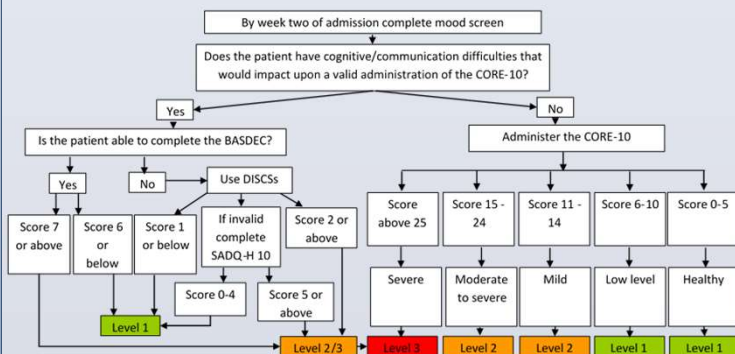 By week two of admission complete mood screen
Does the patient have cognitive/communication difficulties that
would impact upon a valid administration of the CORE-10?
Yes
No
Is the patient able to complete the BASDEC?
Administer the CORE-10
Yes
No
Use DISCSs
Score 7
or above
Score 6
or
below
Score 1
or below
If invalid
complete
SADQ-H 10
Score 2 or
above
Score
above 25
Score 15 -
24
Score 11 -
14
Score 6-10
Score 0-5
Score 0-4
Score 5 or
above
Severe
Moderate
to severe
Mild
Low level
Healthy
Level 1
Level 2/3
Level 3
Level 2
Level 2
Level 1
Level 1